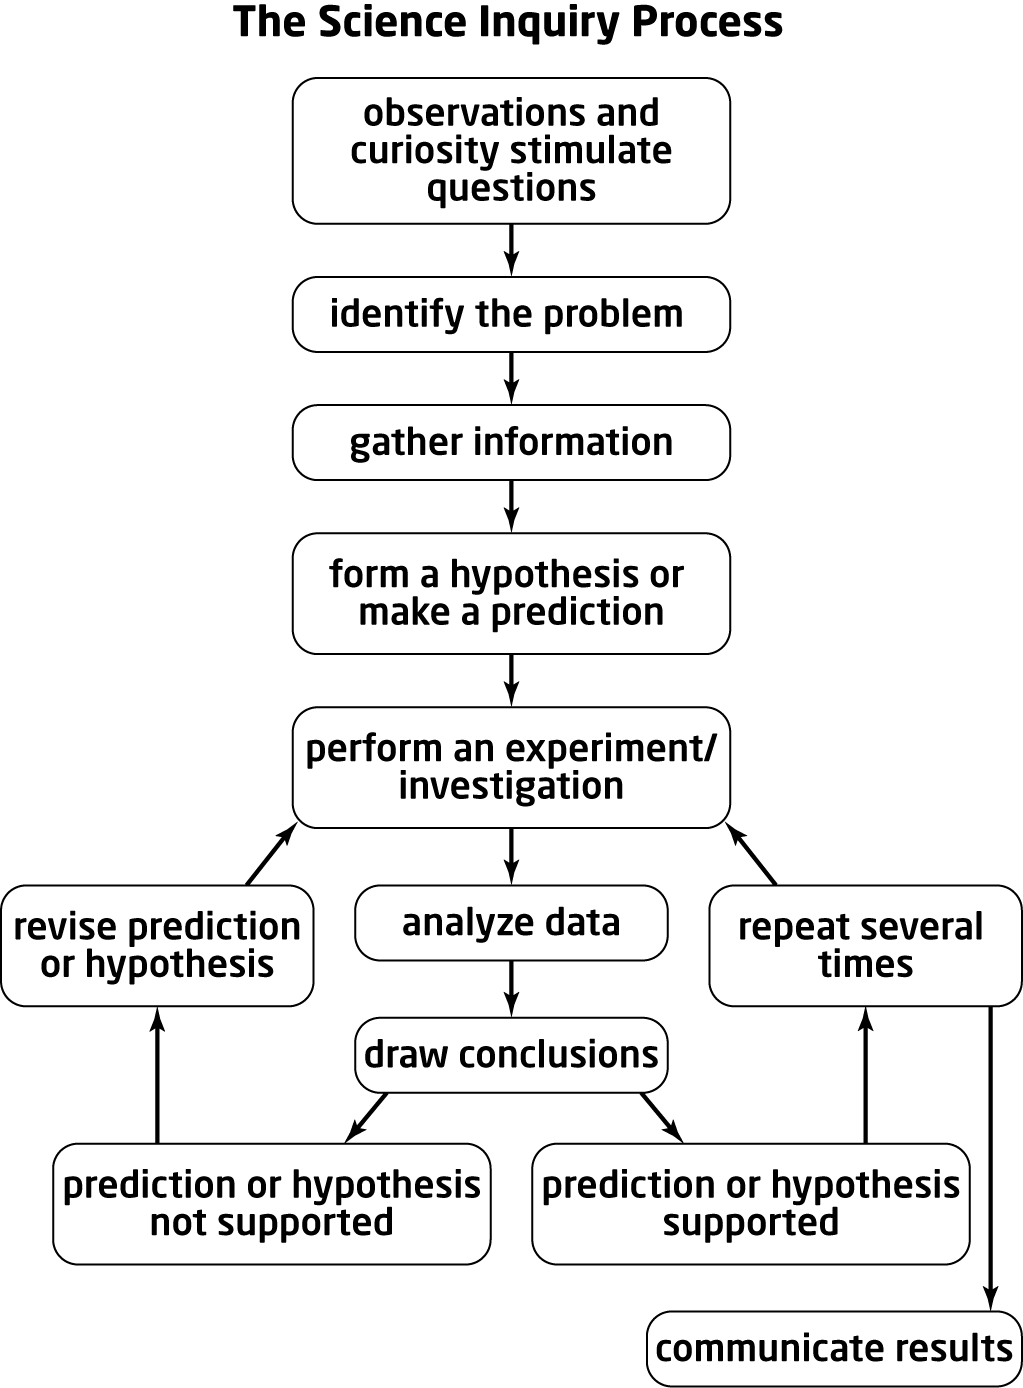 The Science Inquiry Process
observations and
curiosity stimulate
questions
identify the problem
gather information
form a hypothesis or
make a prediction
perform an experiment/
investigation
revise prediction
or hypothesis
analyze data
repeat several
times
draw conclusions
prediction or hypothesis
not supported
prediction or hypothesis
supported
communicate results